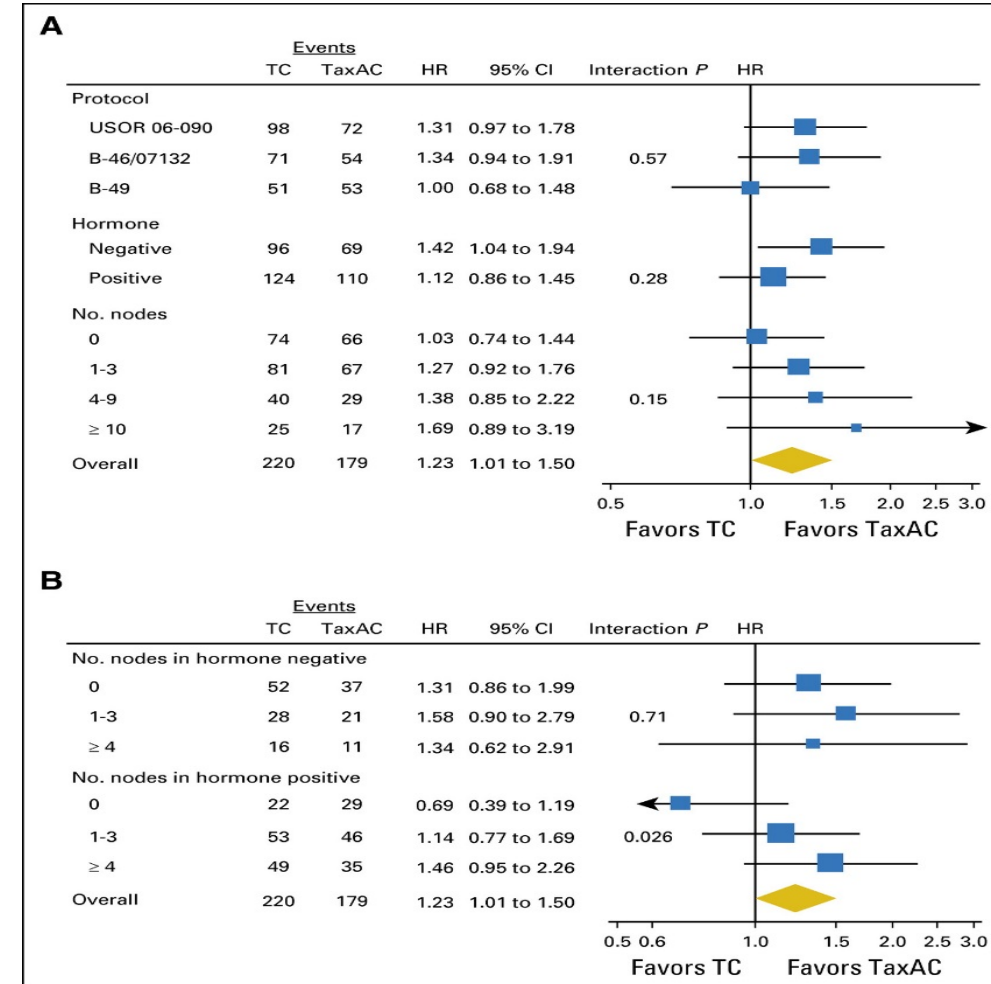 A
Events
TC TaxAC HR 95% CI Interaction P HR
Protocol
USOR 06-090 98 72 1.31 0.97 to 1.78
B-46/07132 71 54 1.34 0.94 to 1.91 0.57
B-49 51 53 1.00 0.68 to 1.48
Hormone
Negative 96 69 1.42 1.04 to 1.94
Positive 124 110 1.12 0.86 to 1.45 0.28
No. nodes
0 74 66 1.03 0.74 to 1.44
1-3 81 67 1.27 0.92 to 1.76
4-9 40 29 1.38 0.85 to 2.22 0.15
≥ 10 25 17 1.69 0.89 to 3.19
Overall 220 179 1.23 1.01 to 1.50
0.5 1.0 1.5 2.0 2.5 3.0
Favors TC Favors TaxAC
B
Events
TC TaxAC HR 95% CI Interaction P HR
No. nodes in hormone negative
0 52 37 1.31 0.86 to 1.99
1-3 28 21 1.58 0.90 to 2.79 0.71
≥ 4 16 11 1.34 0.62 to 2.91
No. nodes in hormone positive
0 22 29 0.69 0.39 to 1.19
1-3 53 46 1.14 0.77 to 1.69 0.026
≥ 4 49 35 1.46 0.95 to 2.26
Overall 220 179 1.23 1.01 to 1.50
0.5 0.6 1.0 1.5 2.0 2.5 3.0
Favors TC Favors TaxAC